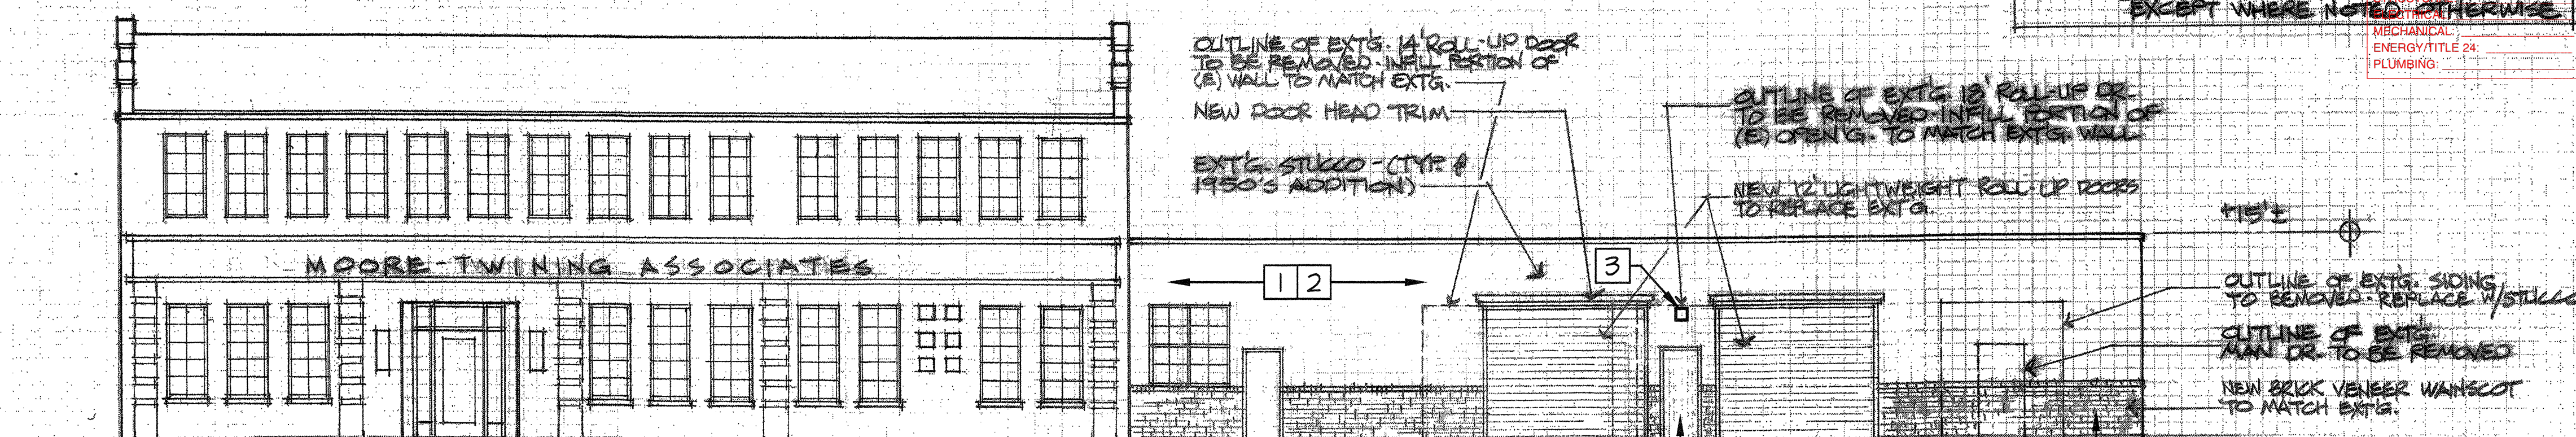 EXCEPT WHERE NOTED OTHERWISE
ELECTRICAL:
MECHANICAL:
ENERGY/TITLE 24:
PLUMBING:
OUTLINE OF EXT'G. 14' ROLL-UP DOOR
TO BE REMOVED-INFILL PORTION OF
(E) WALL TO MATCH EXT'G.
NEW DOOR HEAD TRIM
EXT'G. STUCCO - (TYP. @
1950'S ADDITION)
OUTLINE OF EXT'G. 18' ROLL-UP DR.
TO BE REMOVED-INFILL PORTION OF
(E) OPEN'G. TO MATCH EXT'G. WALL
NEW 12' LIGHTWEIGHT ROLL-UP DOORS
TO REPLACE EXT'G.
+15'±
MOORE-TWINING ASSOCIATES
1 2
3
OUTLINE OF EXT'G. SIDING
TO BEMOVED-REPLACE W/STUCCO
OUTLINE OF EXT'G.
MAN DR. TO BE REMOVED
NEW BRICK VENEER WAINSCOT
TO MATCH EXT'G.